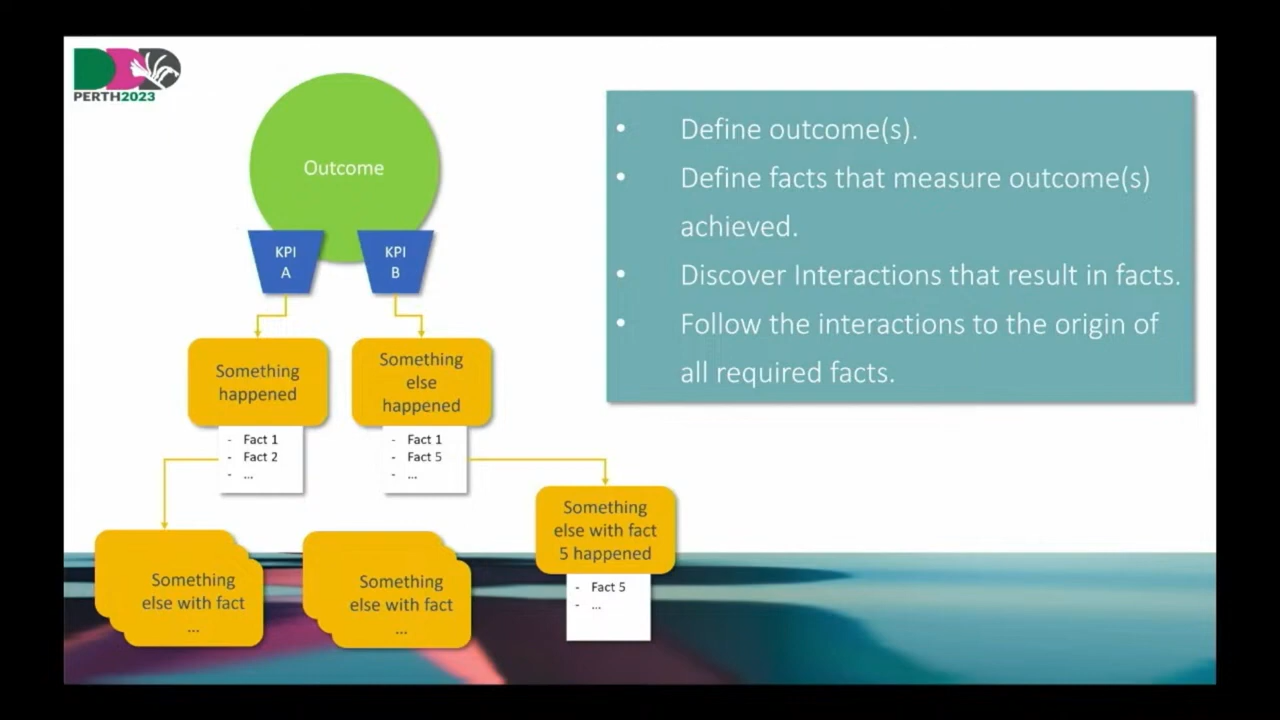 DDD
PERTH2023
Outcome
KPI
A
KPI
B
Something
happened
Something
else
happened
- Fact 1
- Fact 2
- ...
- Fact 1
- Fact 5
- ...
Something
else with fact
5 happened
- Fact 5
- ...
Something
else with fact
...
Something
else with fact
...
• Define outcome(s).
• Define facts that measure outcome(s)
achieved.
• Discover Interactions that result in facts.
• Follow the interactions to the origin of
all required facts.